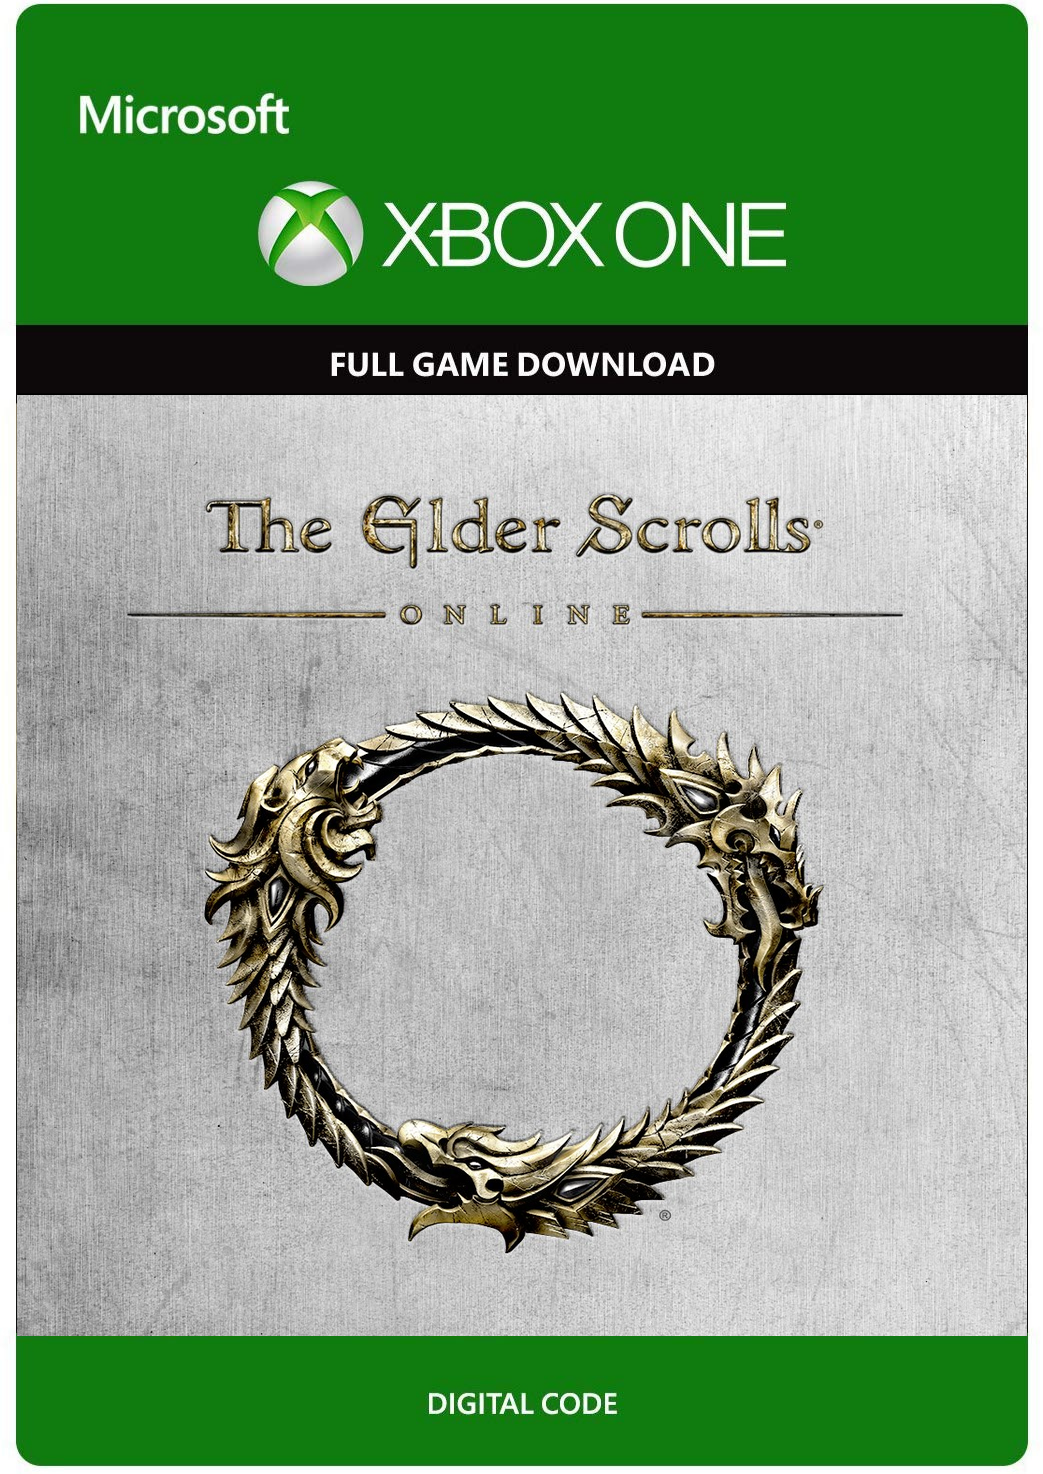 Microsoft
XBOX ONE
FULL GAME DOWNLOAD
The Elder Scrolls®
ONLINE
®
DIGITAL CODE